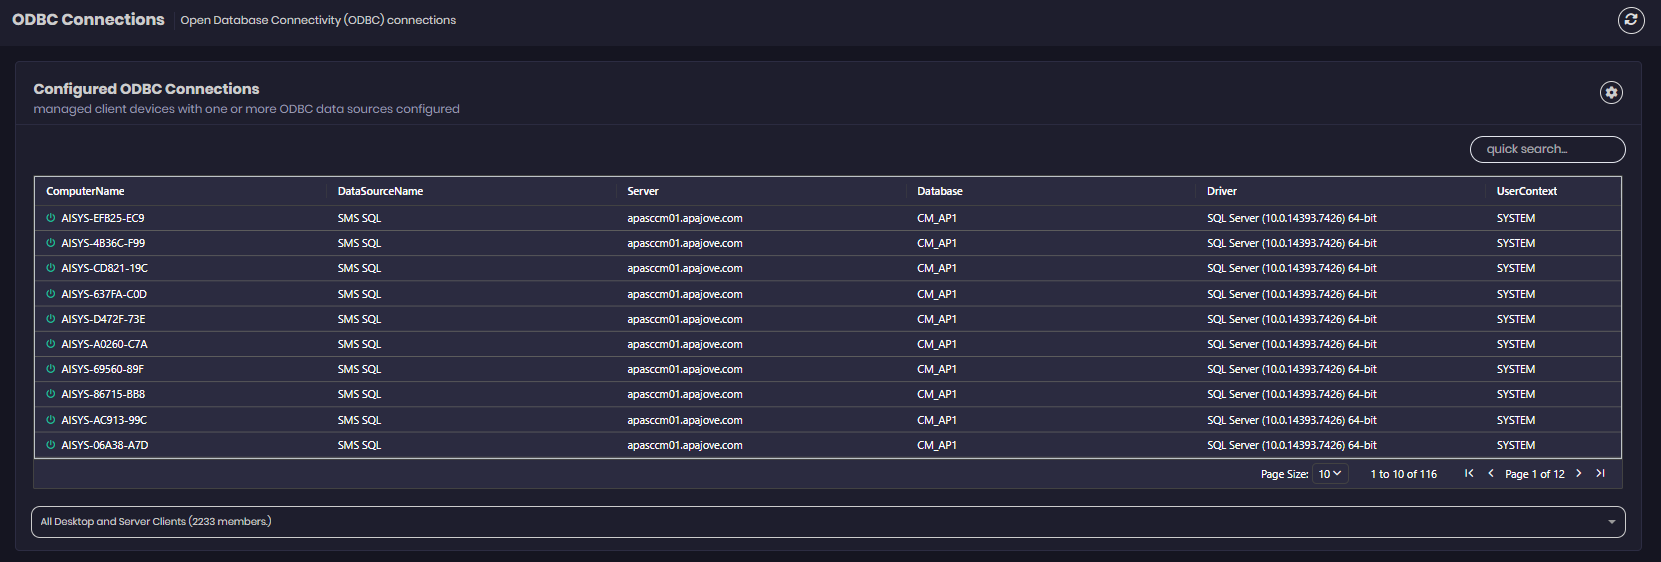 ODBC Connections Open Database Connectivity (ODBC) connections
Configured ODBC Connections
managed client devices with one or more ODBC data sources configured
quick search...
ComputerName DataSourceName Server Database Driver UserContext
AISYS-EFB25-EC9 SMS SQL apasccm01.apajove.com CM_AP1 SQL Server (10.0.14393.7426) 64-bit SYSTEM
AISYS-4B36C-F99 SMS SQL apasccm01.apajove.com CM_AP1 SQL Server (10.0.14393.7426) 64-bit SYSTEM
AISYS-CD821-19C SMS SQL apasccm01.apajove.com CM_AP1 SQL Server (10.0.14393.7426) 64-bit SYSTEM
AISYS-637FA-C0D SMS SQL apasccm01.apajove.com CM_AP1 SQL Server (10.0.14393.7426) 64-bit SYSTEM
AISYS-D472F-73E SMS SQL apasccm01.apajove.com CM_AP1 SQL Server (10.0.14393.7426) 64-bit SYSTEM
AISYS-A0260-C7A SMS SQL apasccm01.apajove.com CM_AP1 SQL Server (10.0.14393.7426) 64-bit SYSTEM
AISYS-69560-89F SMS SQL apasccm01.apajove.com CM_AP1 SQL Server (10.0.14393.7426) 64-bit SYSTEM
AISYS-86715-BB8 SMS SQL apasccm01.apajove.com CM_AP1 SQL Server (10.0.14393.7426) 64-bit SYSTEM
AISYS-AC913-99C SMS SQL apasccm01.apajove.com CM_AP1 SQL Server (10.0.14393.7426) 64-bit SYSTEM
AISYS-06A38-A7D SMS SQL apasccm01.apajove.com CM_AP1 SQL Server (10.0.14393.7426) 64-bit SYSTEM
Page Size: 10 1 to 10 of 116 Page 1 of 12
All Desktop and Server Clients (2233 members.)